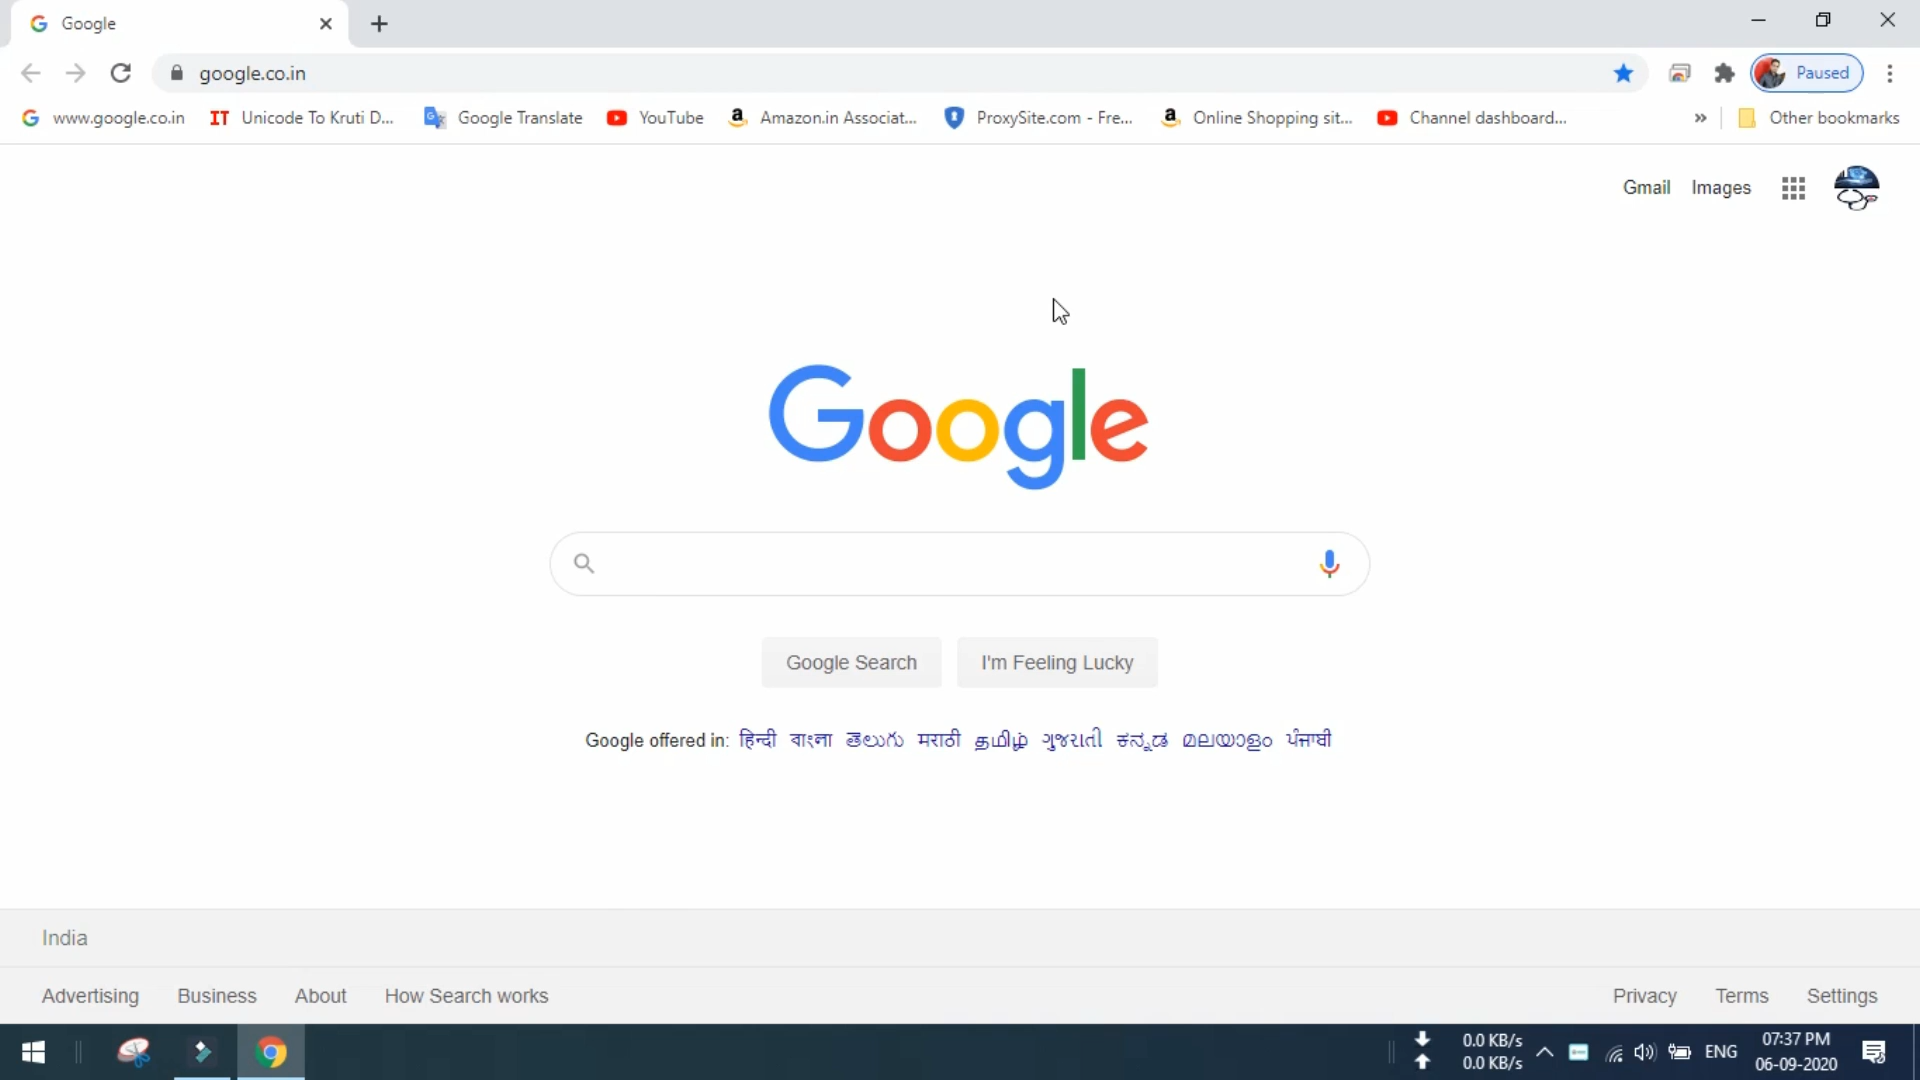 Google
google.co.in
Paused
www.google.co.in
IT Unicode To Kruti D...
Google Translate
YouTube
Amazon.in Associat...
ProxySite.com - Fre...
Online Shopping sit...
Channel dashboard...
» Other bookmarks
Gmail Images
Google
Google Search I'm Feeling Lucky
Google offered in: हिन्दी বাংলা తెలుగు मराठी தமிழ் ગુજરાતી ಕನ್ನಡ മലയാളം ਪੰਜਾਬੀ
India
Advertising Business About How Search works Privacy Terms Settings
0.0 KB/s
0.0 KB/s
ENG
07:37 PM
06-09-2020